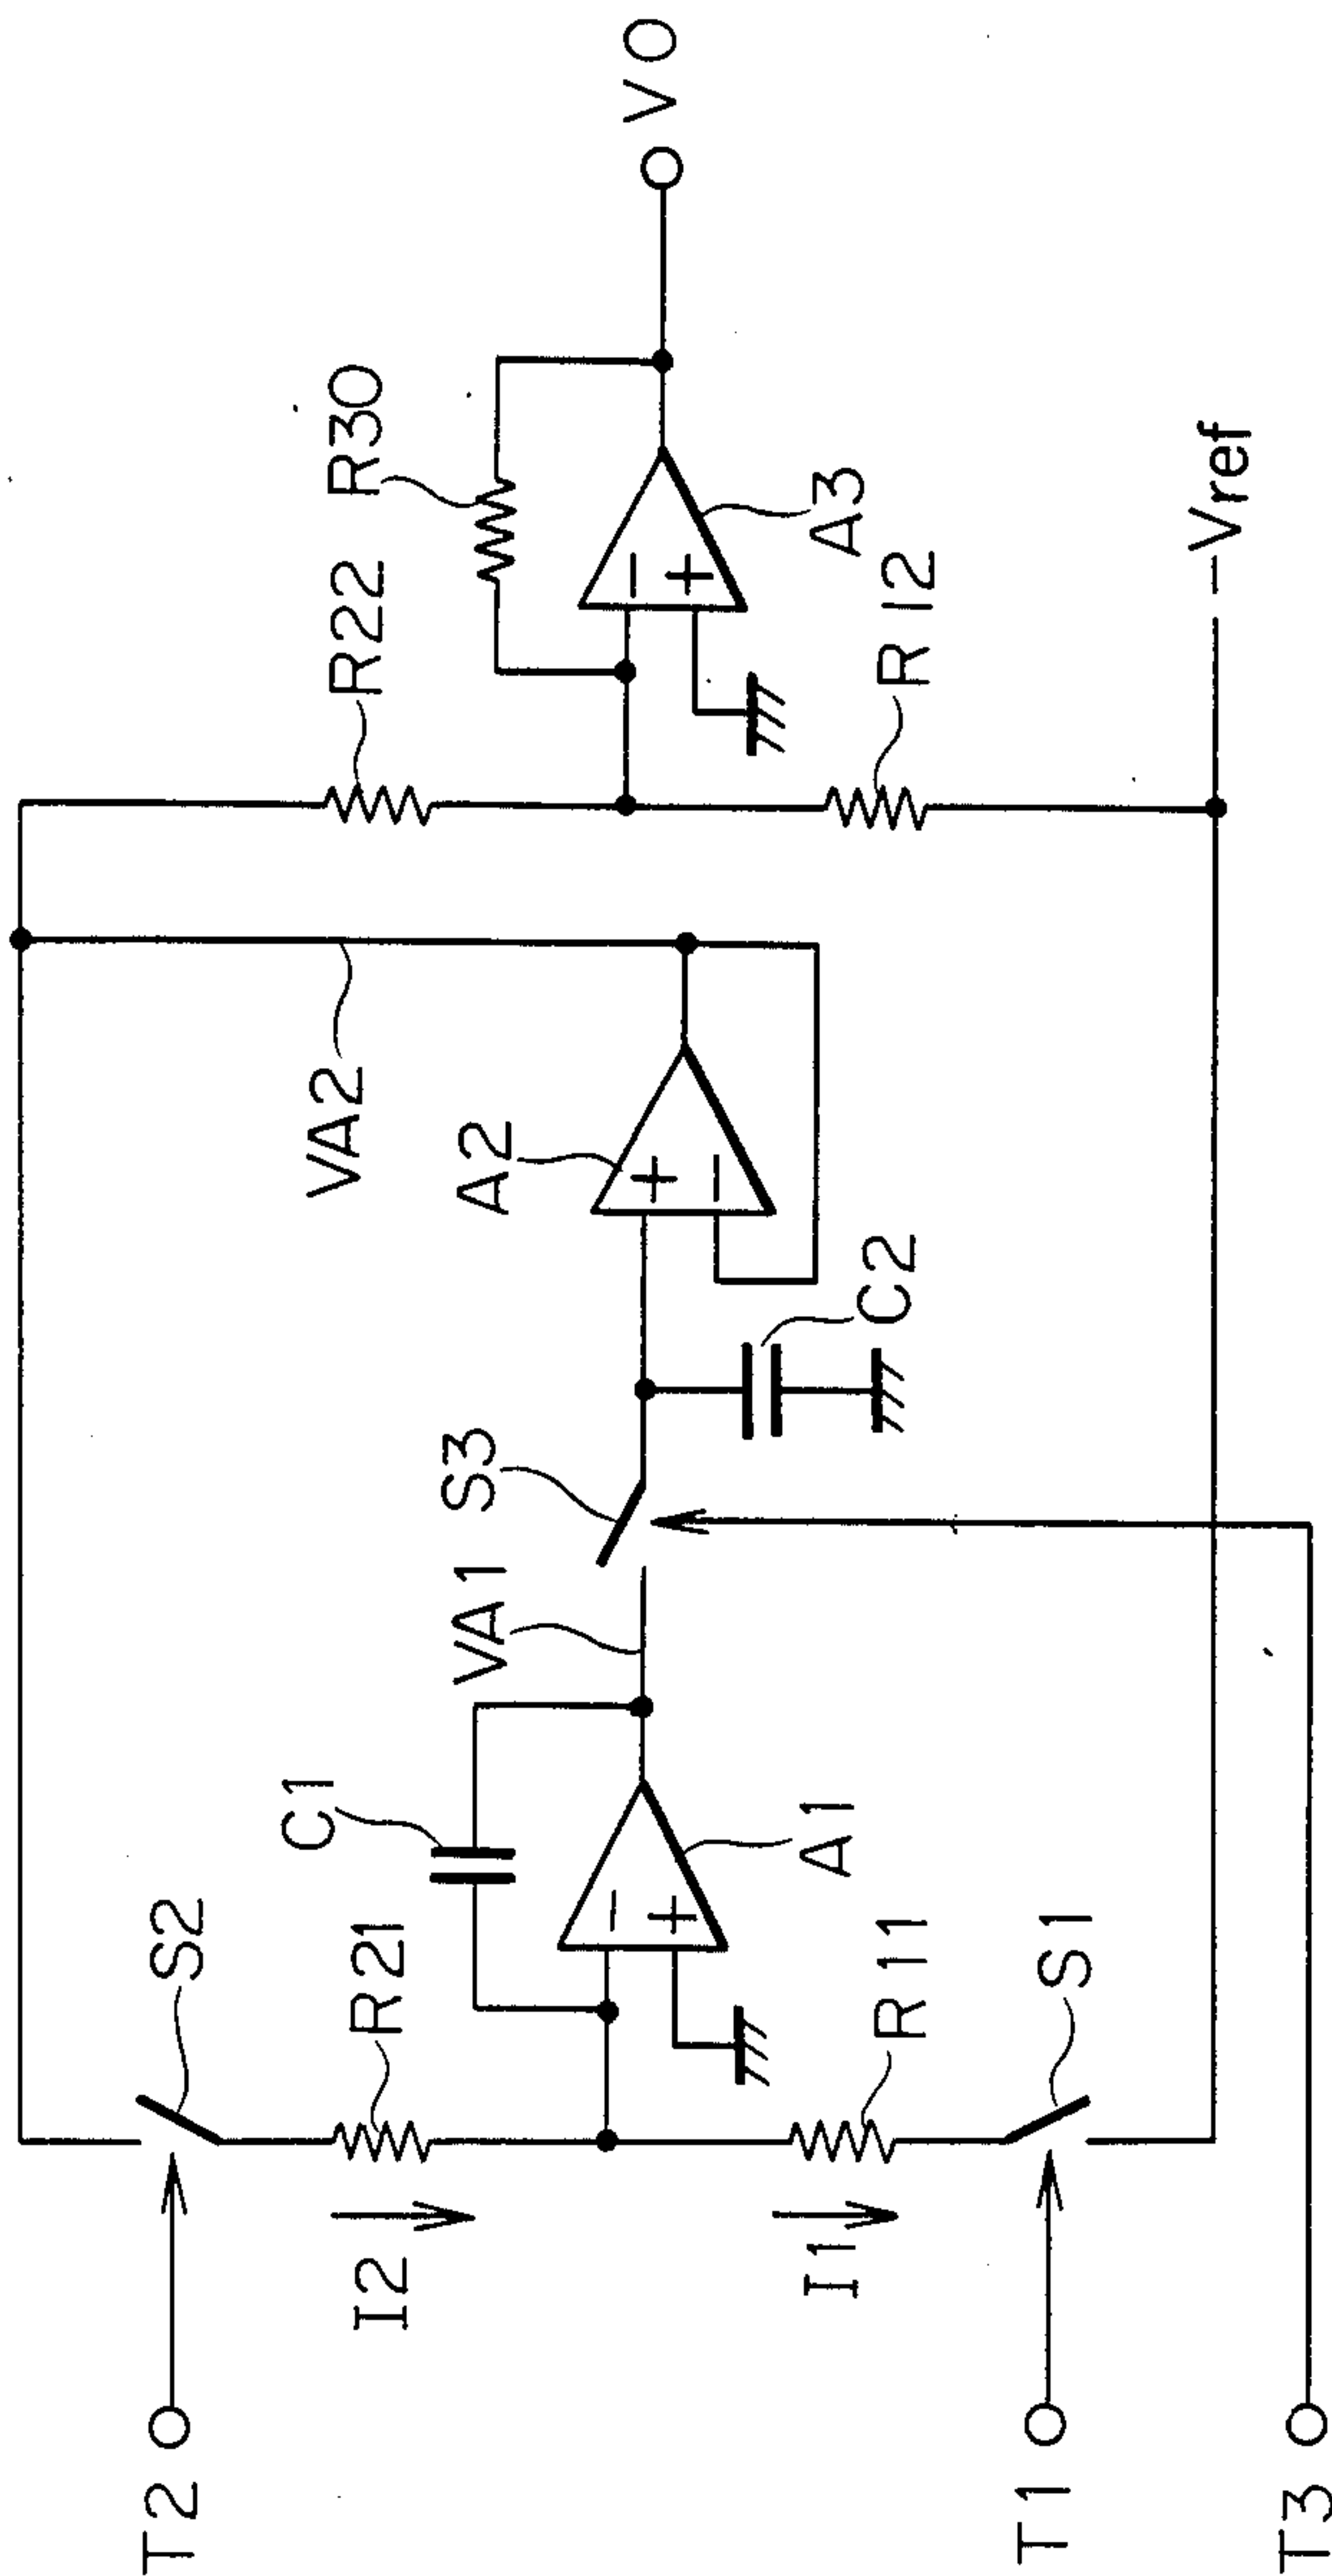 T2
S2
I2
R21
C1
A1
VA1
S3
A2
C2
VA2
R22
R30
A3
R12
V0
Vref
R11
I1
S1
T1
T3
+
−
+
−
+
−